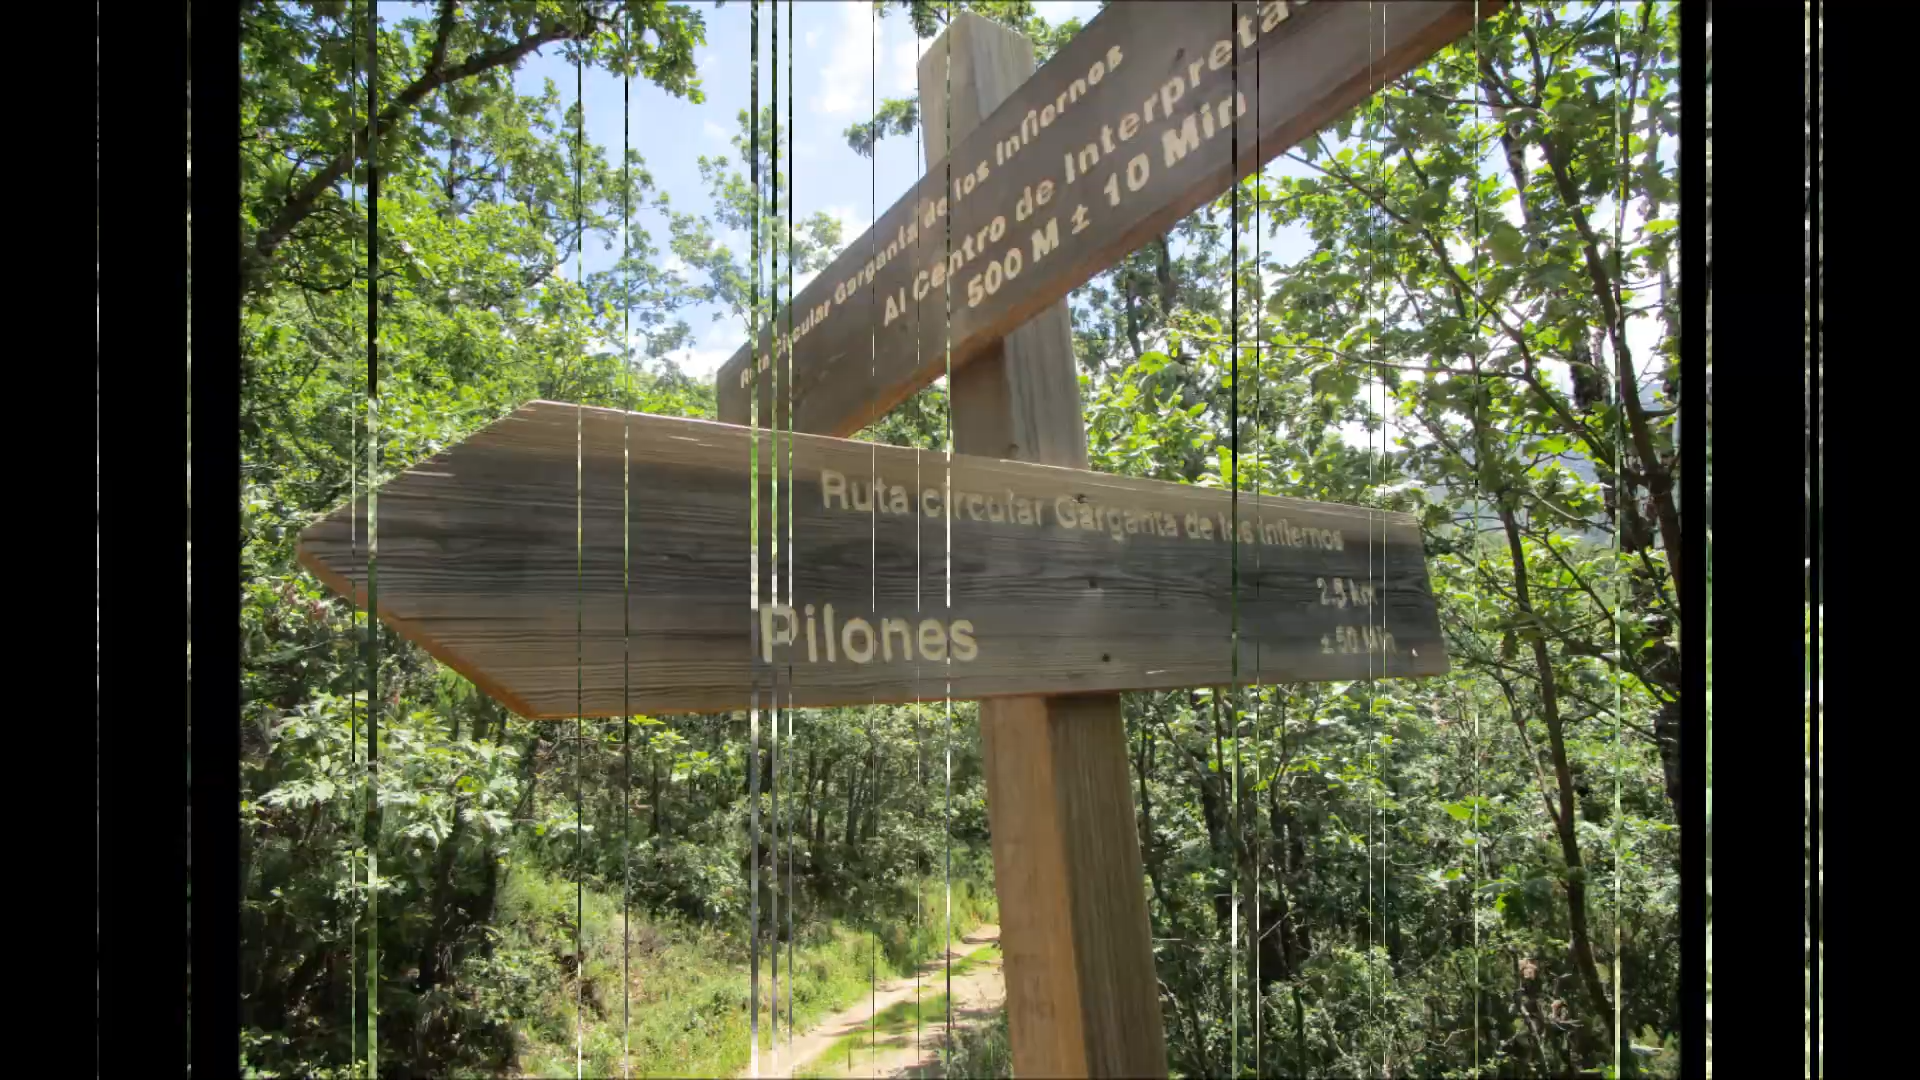 Ruta circular Garganta de los Infiernos
Al Centro de
500 M ± 10 Min
Ruta circular Garganta de los Infiernos
2.5 km
Pilones
± 50 Min